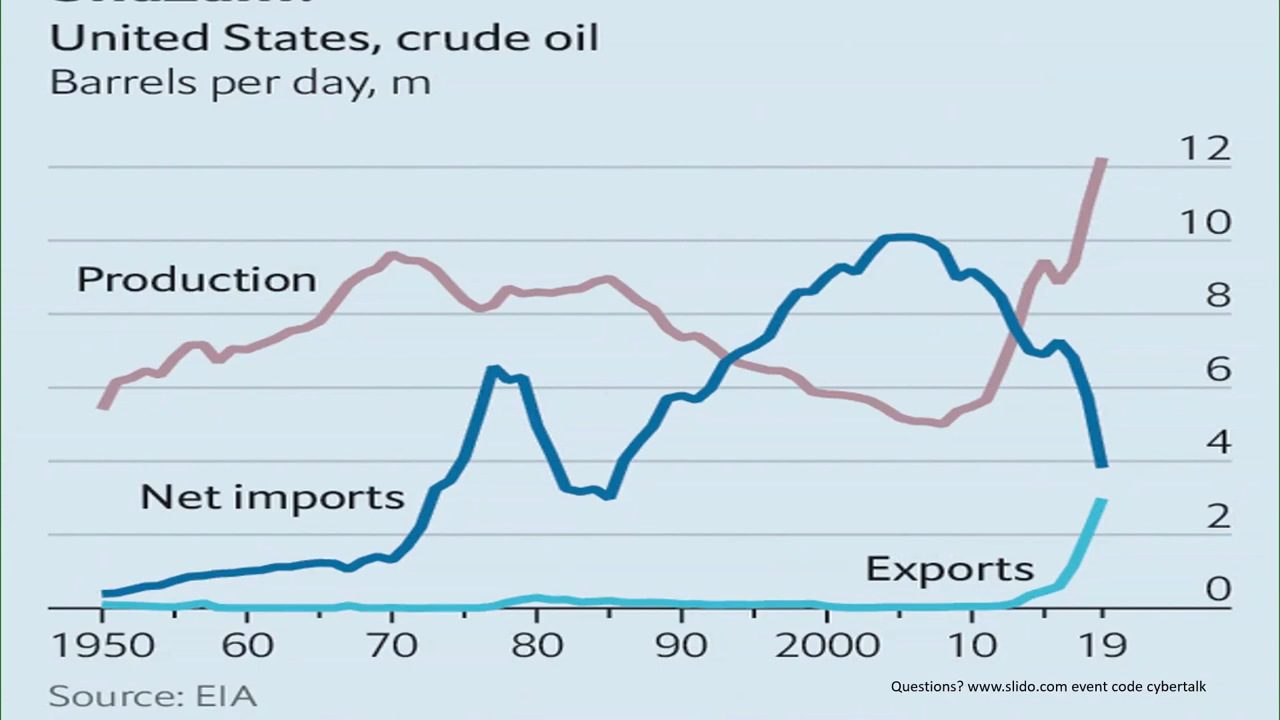 United States, crude oil
Barrels per day, m
12
10
Production
8
6
4
Net imports
2
Exports
0
1950 60 70 80 90 2000 10 19
Source: EIA
Questions? www.slido.com event code cybertalk